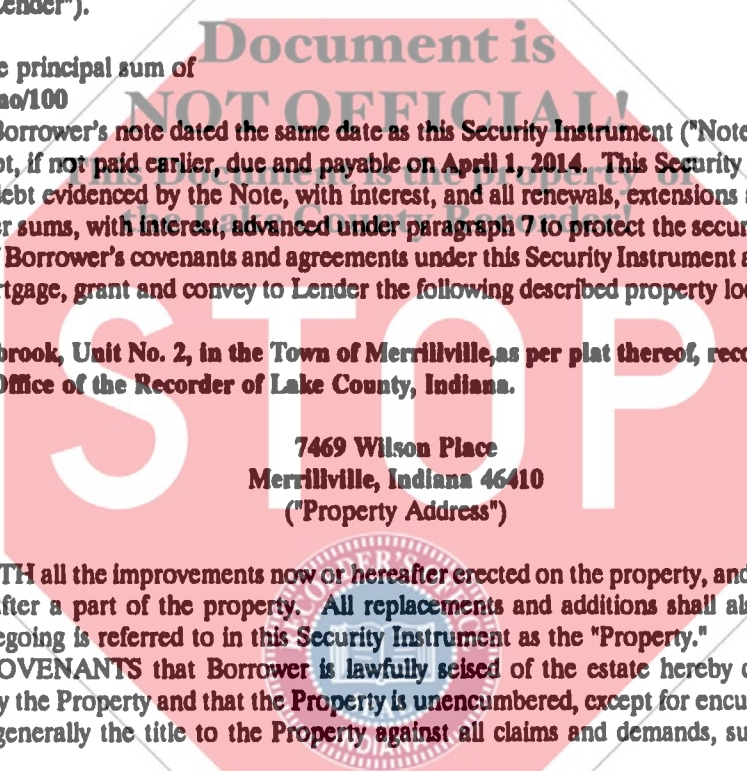 Lender").
Document is
e principal sum of
no/100
NOT OFFICIAL!
Borrower's note dated the same date as this Security Instrument ("Note
bt, if not paid earlier, due and payable on April 1, 2014. This Security
This Document is the property of
debt evidenced by the Note, with interest, and all renewals, extensions
er sums, with interest, advanced under paragraph 7 to protect the secur
the Lake County Recorder!
f Borrower's covenants and agreements under this Security Instrument a
rtgage, grant and convey to Lender the following described property loc
STOP
brook, Unit No. 2, in the Town of Merrillville,as per plat thereof, reco
Office of the Recorder of Lake County, Indiana.
7469 Wilson Place
Merrillville, Indiana 46410
("Property Address")
TH all the improvements now or hereafter erected on the property, and
fter a part of the property. All replacements and additions shall al
egoing is referred to in this Security Instrument as the "Property."
OVENANTS that Borrower is lawfully seised of the estate hereby c
y the Property and that the Property is unencumbered, except for encu
generally the title to the Property against all claims and demands, su
INDIANA